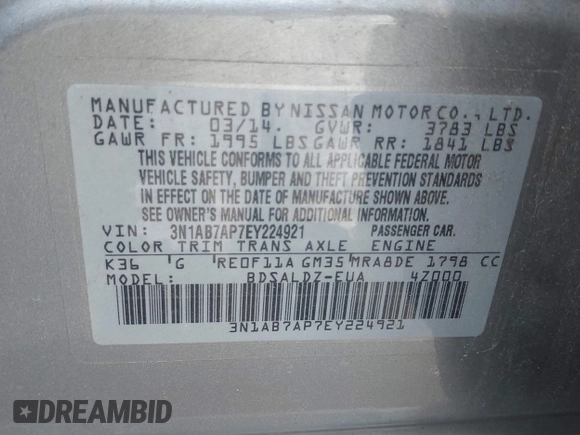 MANUFACTURED BY NISSAN MOTOR CO., LTD.
DATE: 03/14. GVWR: 3783 LBS
GAWR FR: 1995 LBS GAWR RR: 1841 LBS
THIS VEHICLE CONFORMS TO ALL APPLICABLE FEDERAL MOTOR
VEHICLE SAFETY, BUMPER AND THEFT PREVENTION STANDARDS
IN EFFECT ON THE DATE OF MANUFACTURE SHOWN ABOVE.
SEE OWNER'S MANUAL FOR ADDITIONAL INFORMATION.
VIN: 3N1AB7AP7EY224921 PASSENGER CAR.
COLOR TRIM TRANS AXLE ENGINE
K36 'G 'RE0F11A GM35 MRA8DE 1798 CC
MODEL: BDSALDZ-EUA 4Z000
3N1AB7AP7EY224921
DREAMBID